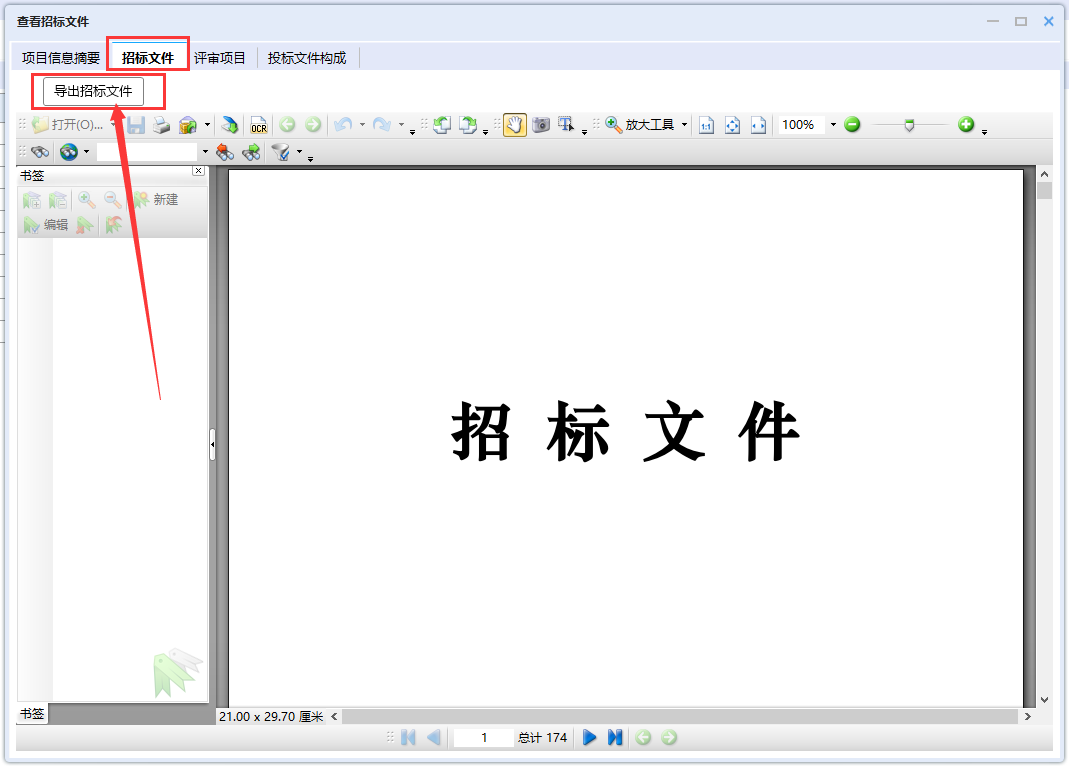 查看招标文件
项目信息摘要 招标文件 评审项目 投标文件构成
导出招标文件
打开(O)... OCR 放大工具 1:1 100%
书签
新建
编辑
招 标 文 件
书签
21.00 x 29.70 厘米
1 总计 174